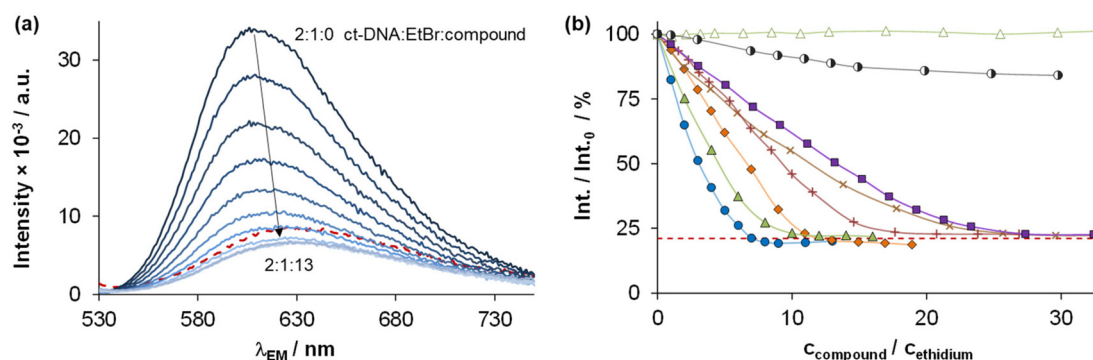 (a)
2:1:0 ct-DNA:EtBr:compound
Intensity × 10⁻³ / a.u.
30
20
10
0
2:1:13
530 580 630 680 730
λEM / nm
(b)
Int. / Int.₀ / %
100
75
50
25
0
0 10 20 30
ccompound / cethidium